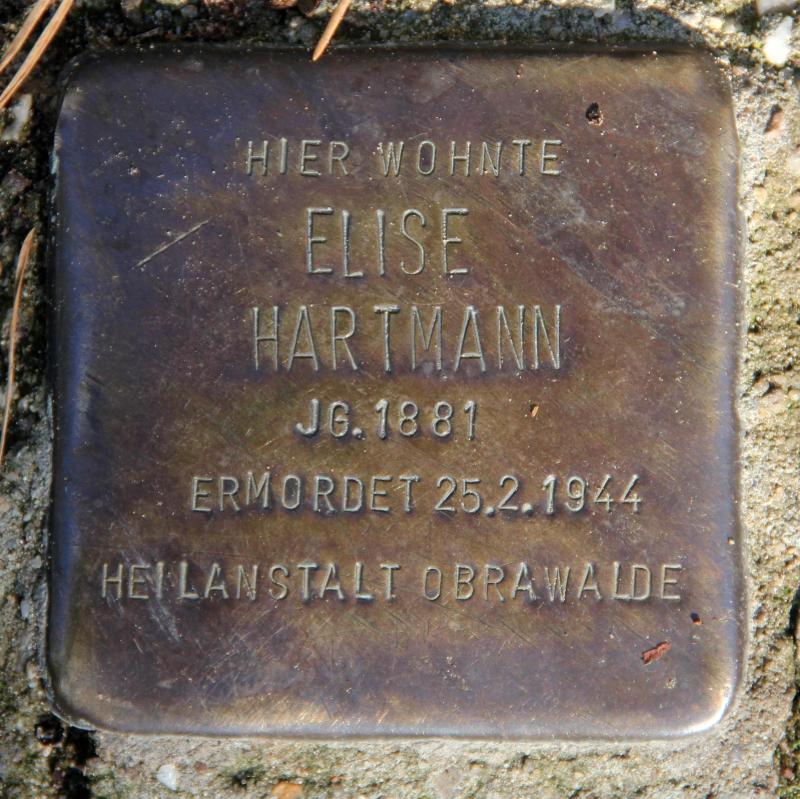 HIER WOHNTE
ELISE
HARTMANN
JG. 1881
ERMORDET 25.2.1944
HEILANSTALT OBRAWALDE